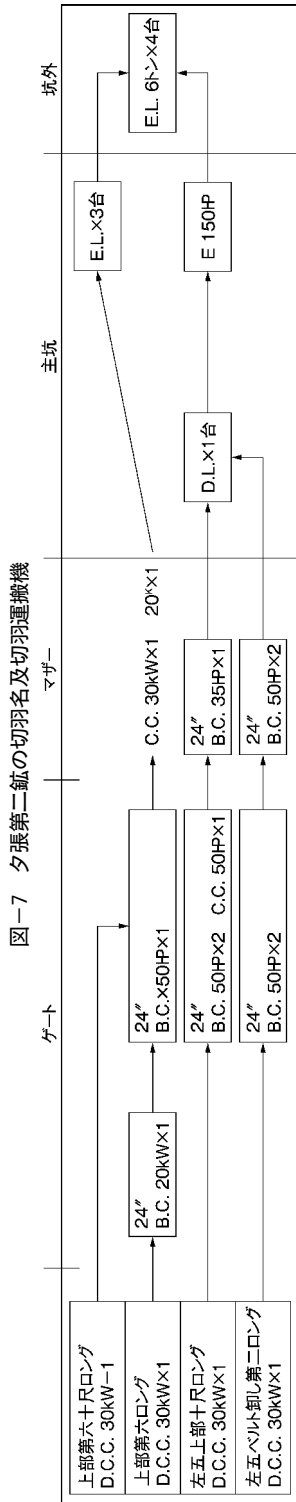 図－7　夕張第二鉱の切羽名及切羽運搬機
ゲート
マザー
主坑
坑外
上部第六十尺ロング
D.C.C. 30kW－1
上部第六ロング
D.C.C. 30kW×1
左五上部十尺ロング
D.C.C. 30kW×1
左五ベルト卸し第二ロング
D.C.C. 30kW×1
24″
B.C. 20kW×1
24″
B.C.×50HP×1
24″
B.C. 50HP×2　C.C. 50HP×1
24″
B.C. 50HP×2
C.C. 30kW×1　20ᴷ×1
24″
B.C. 35HP×1
24″
B.C. 50HP×2
E.L.×3台
D.L.×1台
E 150HP
E.L. 6トン×4台